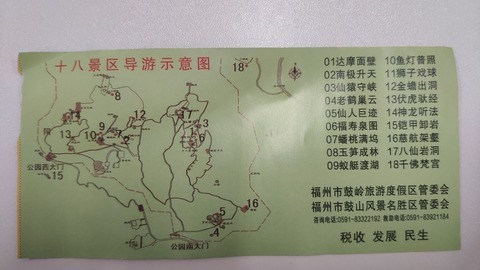 十八景区导游示意图
01达摩面壁 10鱼灯普照
02南极升天 11狮子戏球
03仙猿守峡 12金蟾出洞
04老鹤巢云 13伏虎驮经
05仙人巨迹 14神龙听法
06福寿泉图 15铠甲卸岩
07蟠桃满坞 16慈航架壑
08玉笋成林 17八仙岩洞
09蚁艇渡湖 18千佛梵宫
18
8
12
14
13
10
9
11
7
17
6
3
公园西大门
15
16
5
4
公园南大门
福州市鼓岭旅游度假区管委会
福州市鼓山风景名胜区管委会
咨询电话:0591-83322192 救助电话:0591-83921184
税收 发展 民生